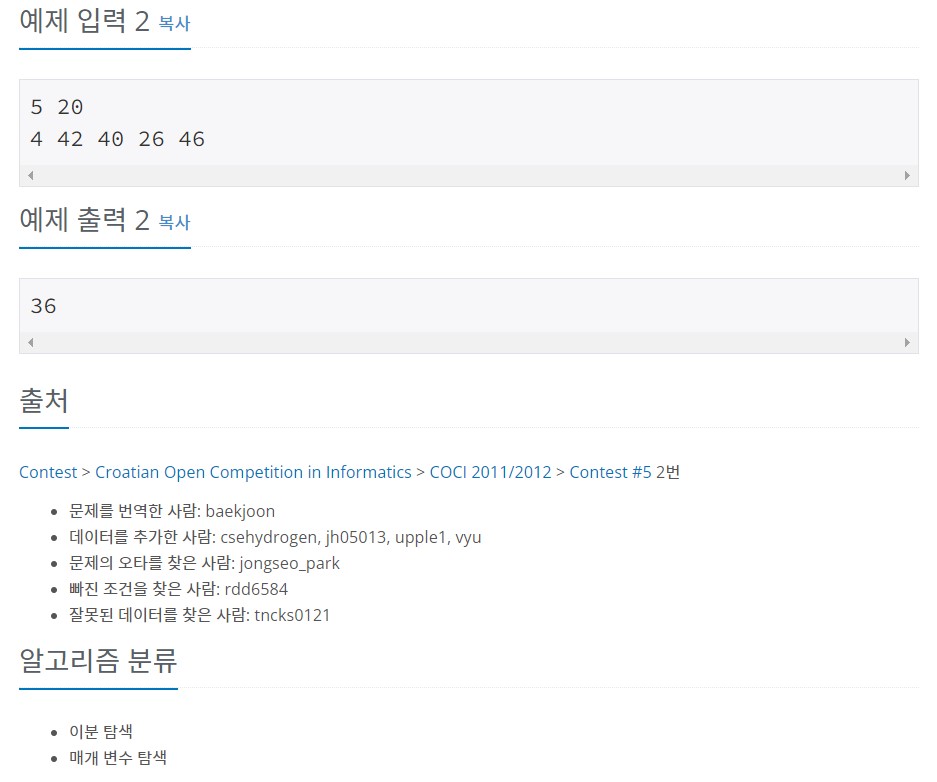 예제 입력 2 복사
5 20
4 42 40 26 46
예제 출력 2 복사
36
출처
Contest > Croatian Open Competition in Informatics > COCI 2011/2012 > Contest #5 2번
문제를 번역한 사람: baekjoon
데이터를 추가한 사람: csehydrogen, jh05013, upple1, vyu
문제의 오타를 찾은 사람: jongseo_park
빠진 조건을 찾은 사람: rdd6584
잘못된 데이터를 찾은 사람: tncks0121
알고리즘 분류
이분 탐색
매개 변수 탐색